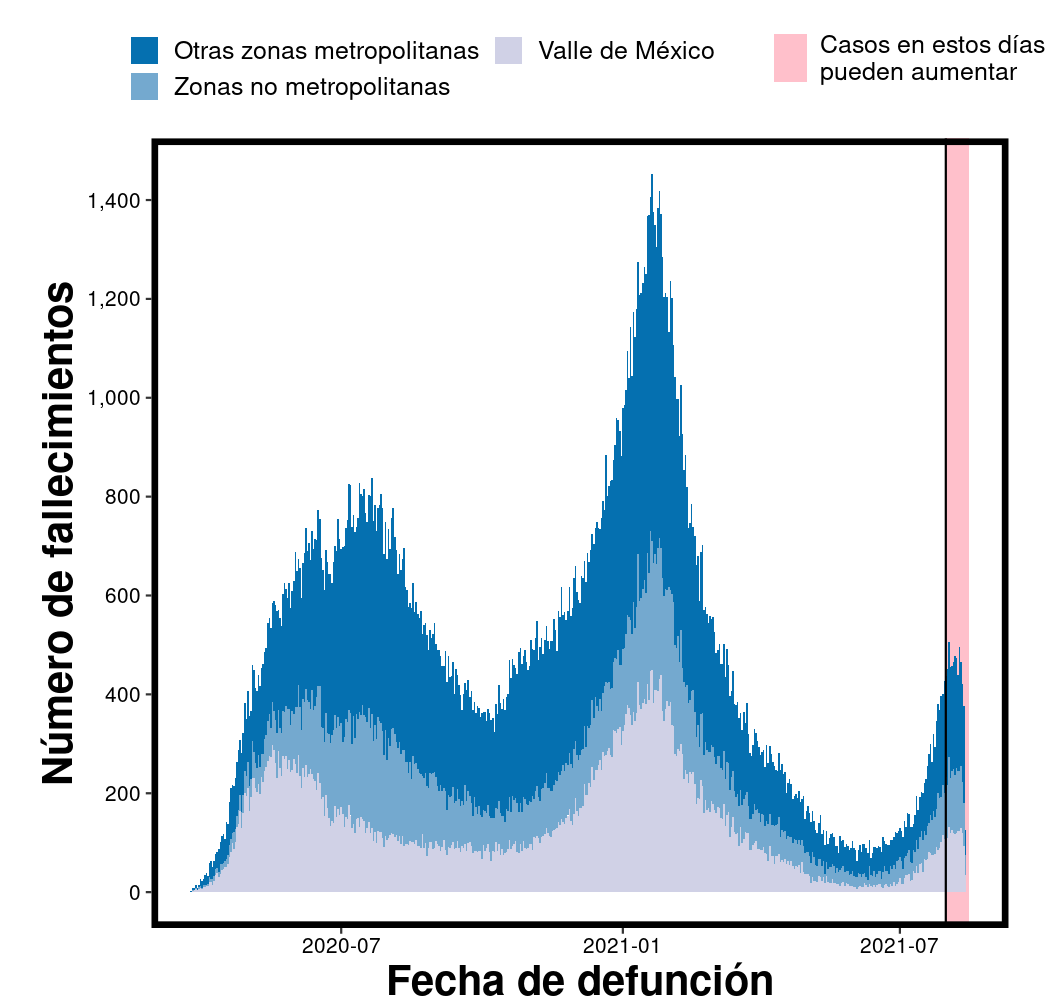 Otras zonas metropolitanas
Valle de México
Zonas no metropolitanas
Casos en estos días
pueden aumentar
Número de fallecimientos
1,400
1,200
1,000
800
600
400
200
0
2020-07
2021-01
2021-07
Fecha de defunción